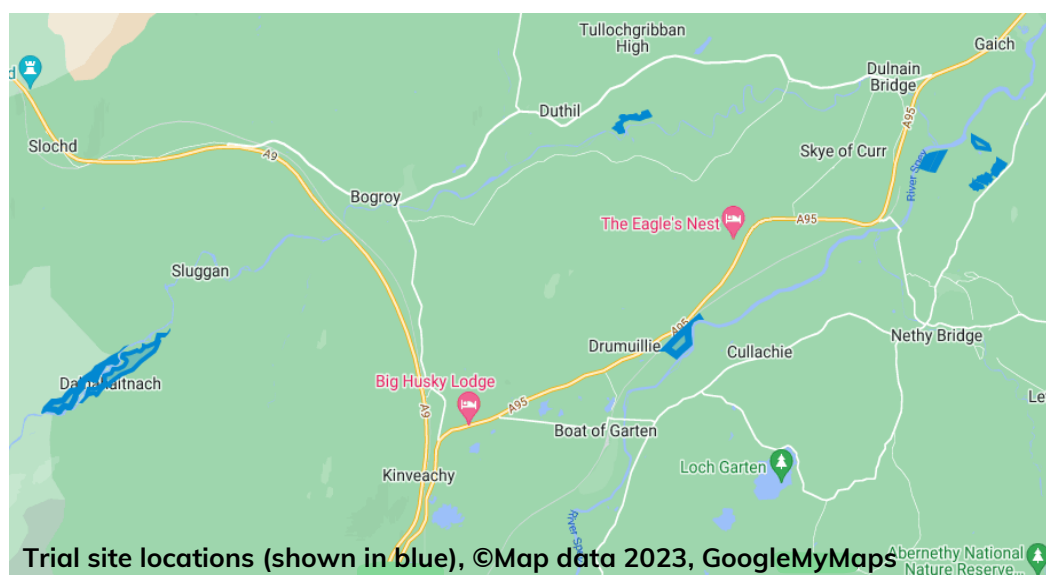 Tullochgribban
High
Gaich
Dulnain
Bridge
d
Duthil
A95
Slochd
A9
Skye of Curr
River Spey
Bogroy
The Eagle's Nest
A95
Sluggan
A95
Drumuillie
Cullachie
Nethy Bridge
Big Husky Lodge
A9
A95
Le
Boat of Garten
Loch Garten
Kinveachy
Trial site locations (shown in blue), ©Map data 2023, GoogleMyMaps
Abernethy National
Nature Reserve...